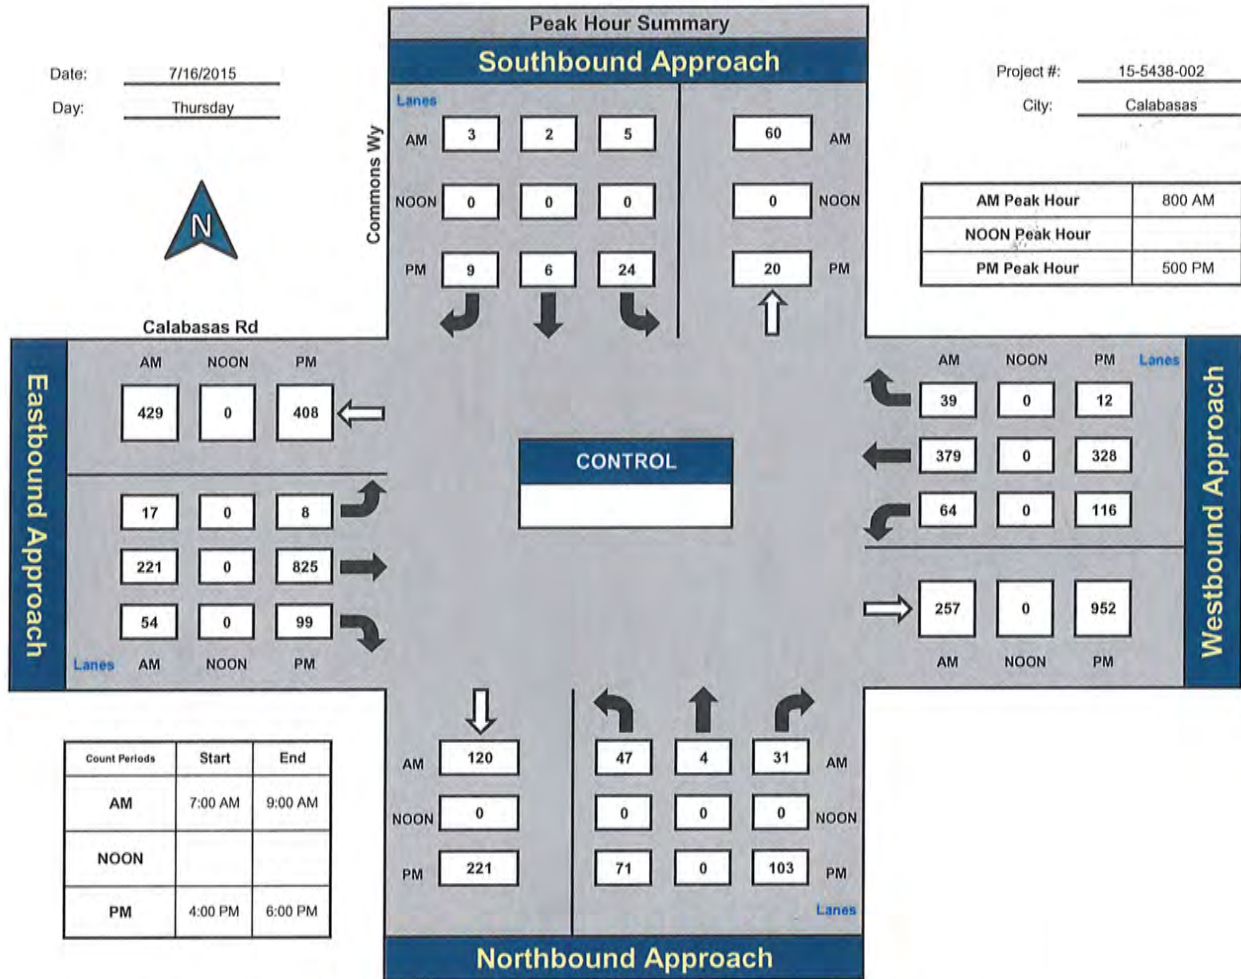 Peak Hour Summary
Southbound Approach
Date: 7/16/2015
Day: Thursday
Project #: 15-5438-002
City: Calabasas
Commons Wy
Lanes
AM 3 2 5 60 AM
NOON 0 0 0 0 NOON
PM 9 6 24 20 PM
N
AM Peak Hour 800 AM
NOON Peak Hour
PM Peak Hour 500 PM
Calabasas Rd
Eastbound Approach
AM NOON PM
429 0 408
17 0 8
221 0 825
54 0 99
Lanes AM NOON PM
CONTROL
AM NOON PM Lanes
39 0 12
379 0 328
64 0 116
257 0 952
AM NOON PM
Westbound Approach
AM 120 47 4 31 AM
NOON 0 0 0 0 NOON
PM 221 71 0 103 PM
Lanes
Northbound Approach
Count Periods Start End
AM 7:00 AM 9:00 AM
NOON
PM 4:00 PM 6:00 PM